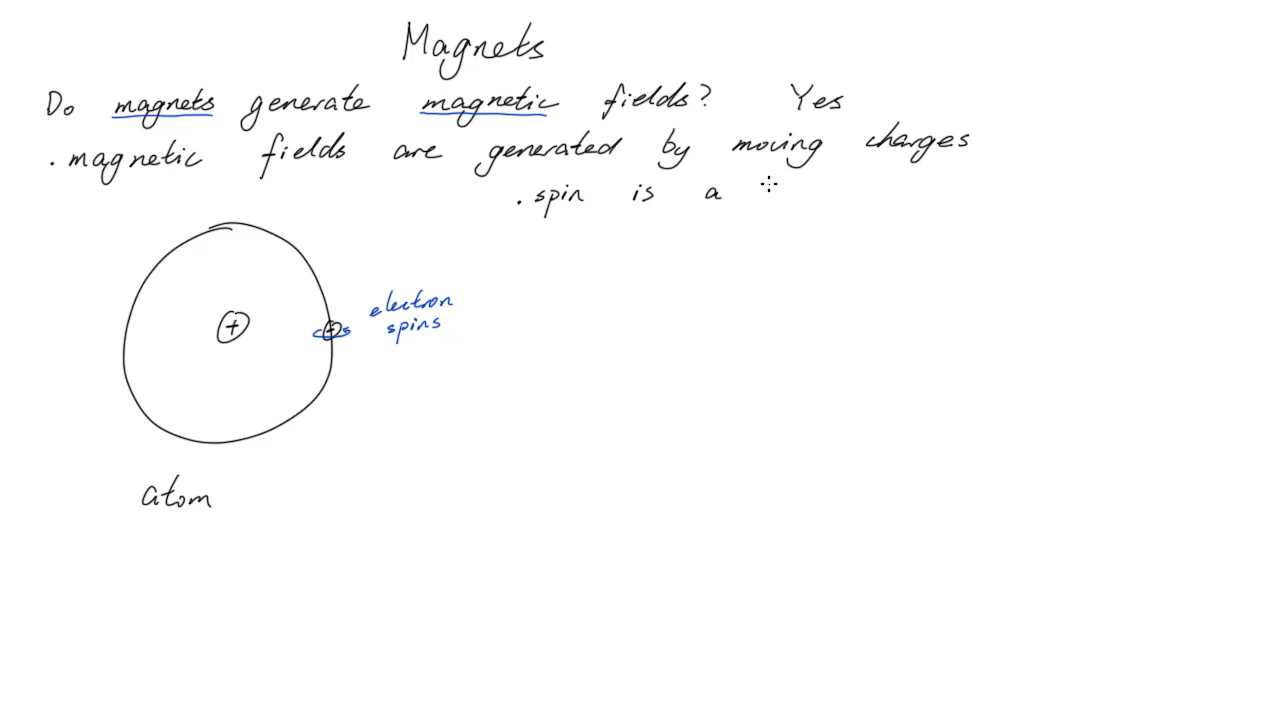 Magnets
Do magnets generate magnetic fields? Yes
. magnetic fields are generated by moving charges
. spin is a
+
-
electron
spins
atom